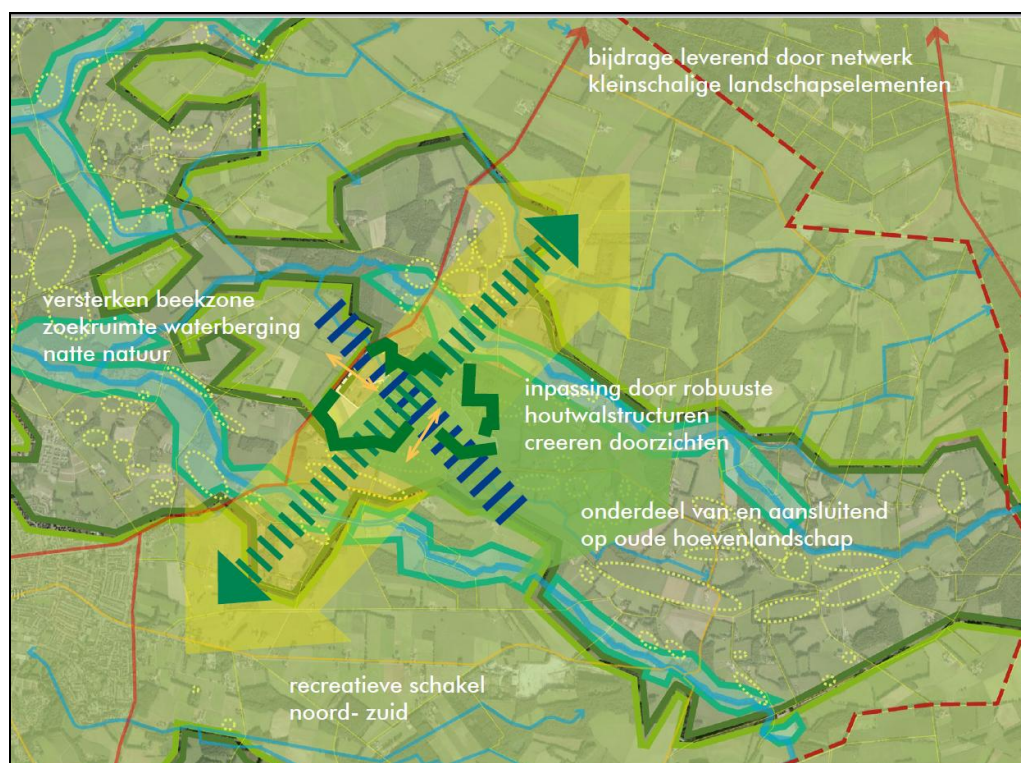 bijdrage leverend door netwerk
kleinschalige landschapselementen
versterken beekzone
zoekruimte waterberging
natte natuur
inpassing door robuuste
houtwalstructuren
creeren doorzichten
onderdeel van en aansluitend
op oude hoevenlandschap
recreatieve schakel
noord- zuid